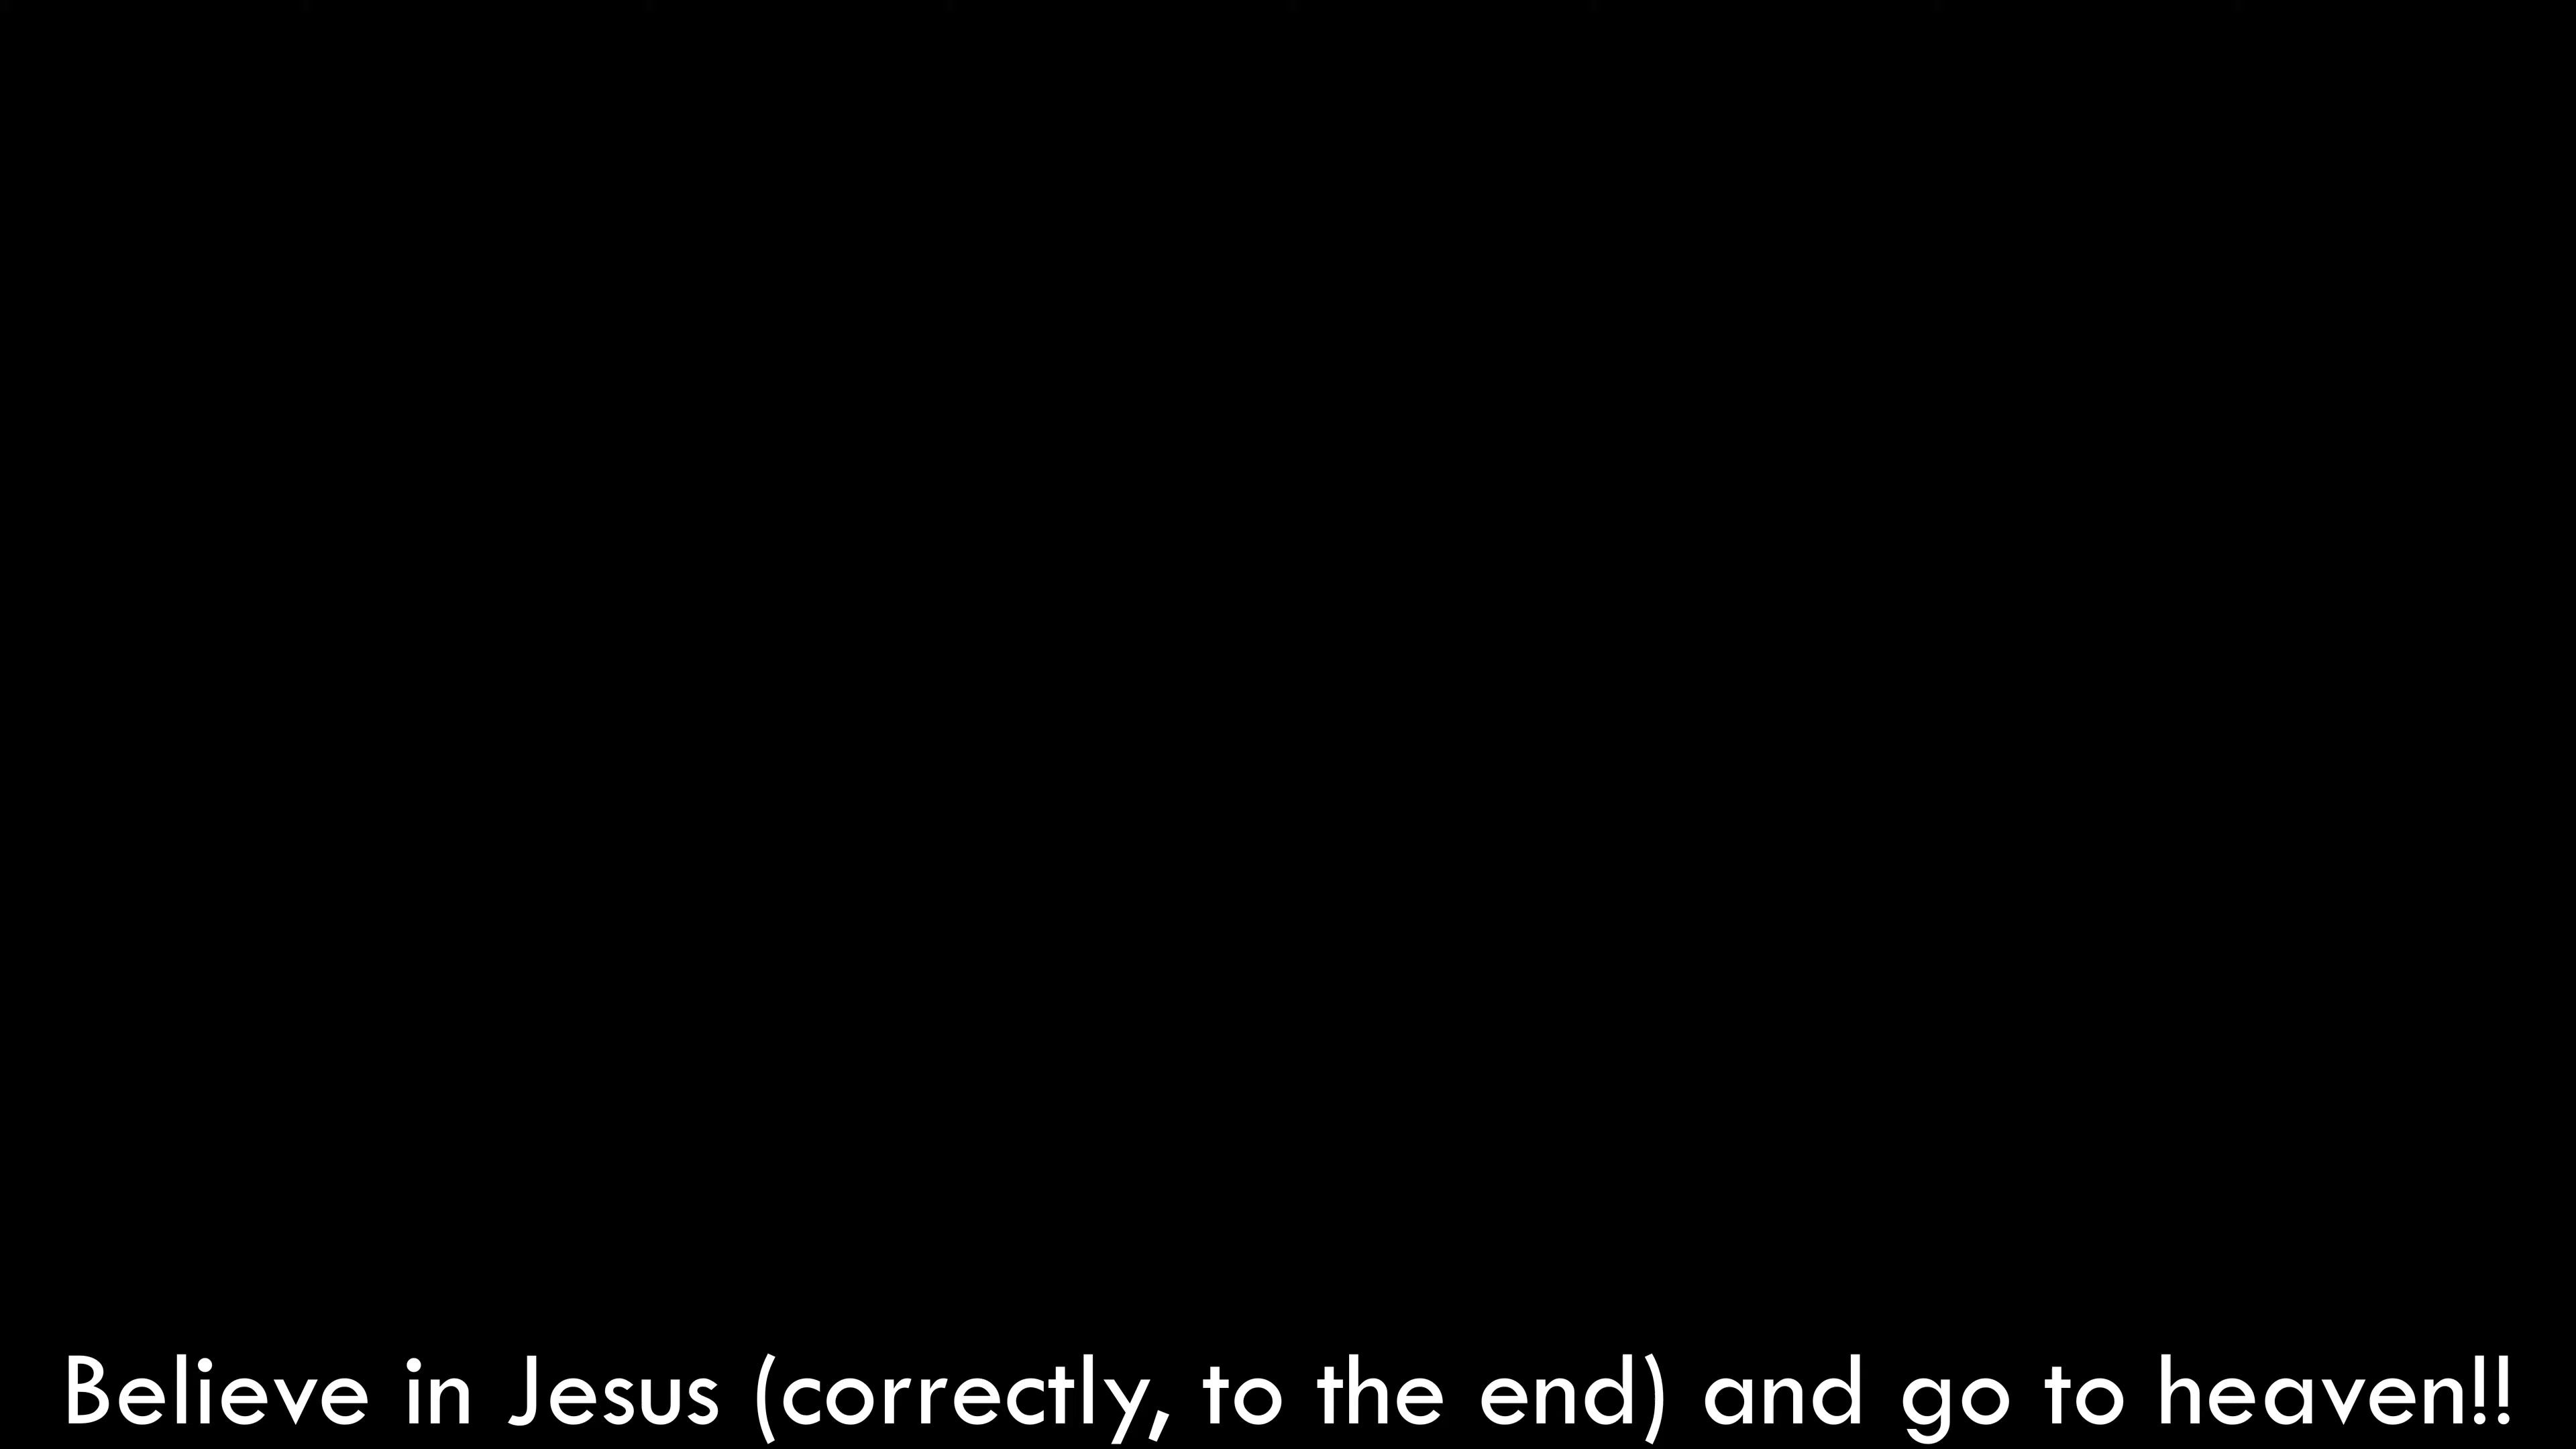 Believe in Jesus (correctly, to the end) and go to heaven!!